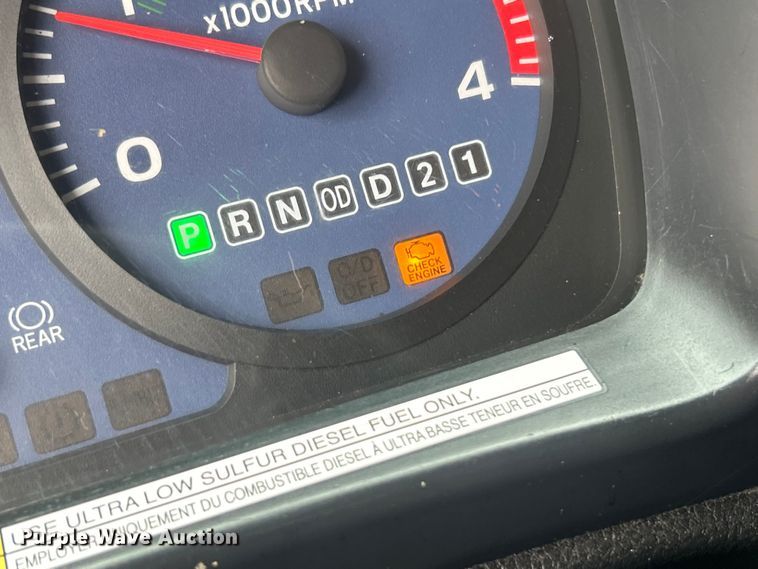 1
x1000RPM
4
0
P R N OD D 2 1
O/D
OFF
CHECK
ENGINE
REAR
USE ULTRA LOW SULFUR DIESEL FUEL ONLY.
EMPLOYER UNIQUEMENT DU COMBUSTIBLE DIESEL À ULTRA BASSE TENEUR EN SOUFRE.
Purple Wave Auction